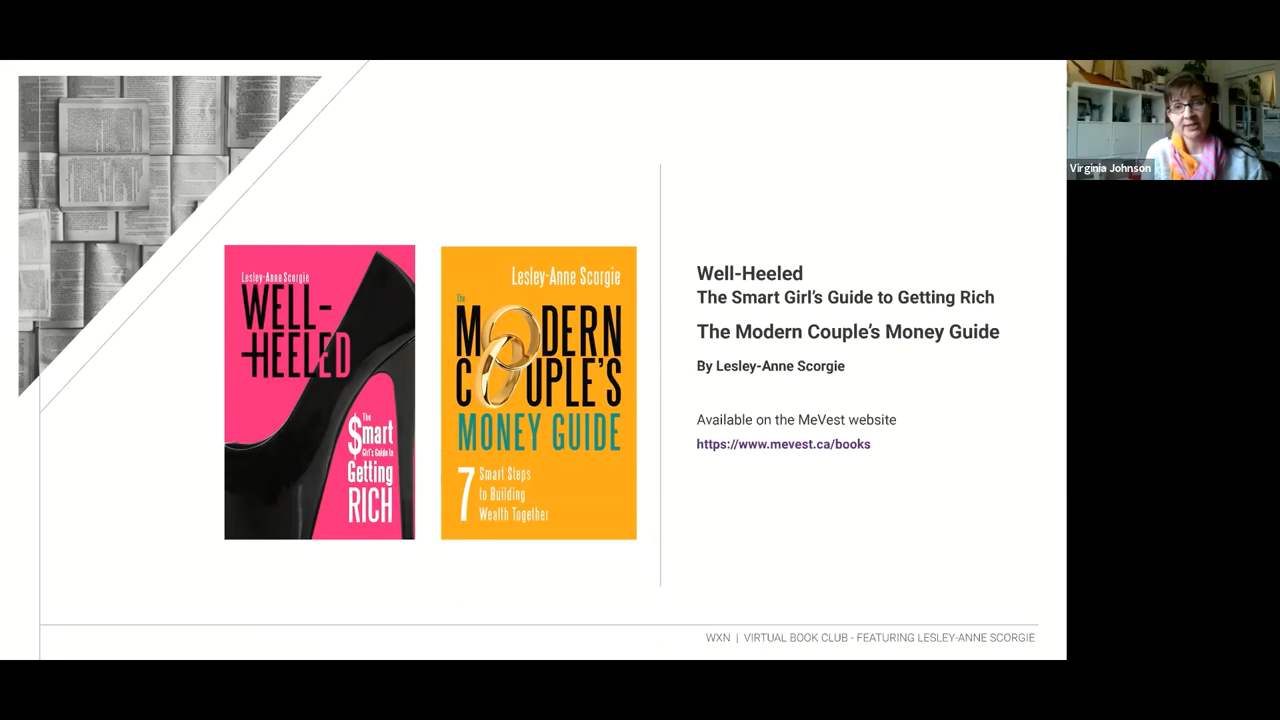 Lesley-Anne Scorgie
WELL-
HEELED
The
$mart
Girl's Guide to
Getting
RICH
Lesley-Anne Scorgie
The
MODERN
COUPLE'S
MONEY GUIDE
7
Smart Steps
to Building
Wealth Together
Well-Heeled
The Smart Girl's Guide to Getting Rich
The Modern Couple's Money Guide
By Lesley-Anne Scorgie
Available on the MeVest website
https://www.mevest.ca/books
WXN | VIRTUAL BOOK CLUB - FEATURING LESLEY-ANNE SCORGIE
Virginia Johnson